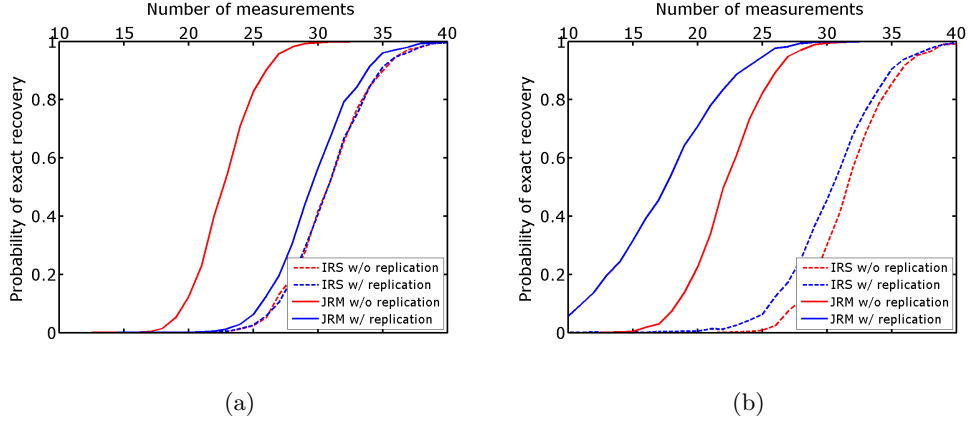 Number of measurements
10 15 20 25 30 35 40
Probability of exact recovery
1
0.8
0.6
0.4
0.2
0
IRS w/o replication
IRS w/ replication
JRM w/o replication
JRM w/ replication
(a)
Number of measurements
10 15 20 25 30 35 40
Probability of exact recovery
1
0.8
0.6
0.4
0.2
0
IRS w/o replication
IRS w/ replication
JRM w/o replication
JRM w/ replication
(b)